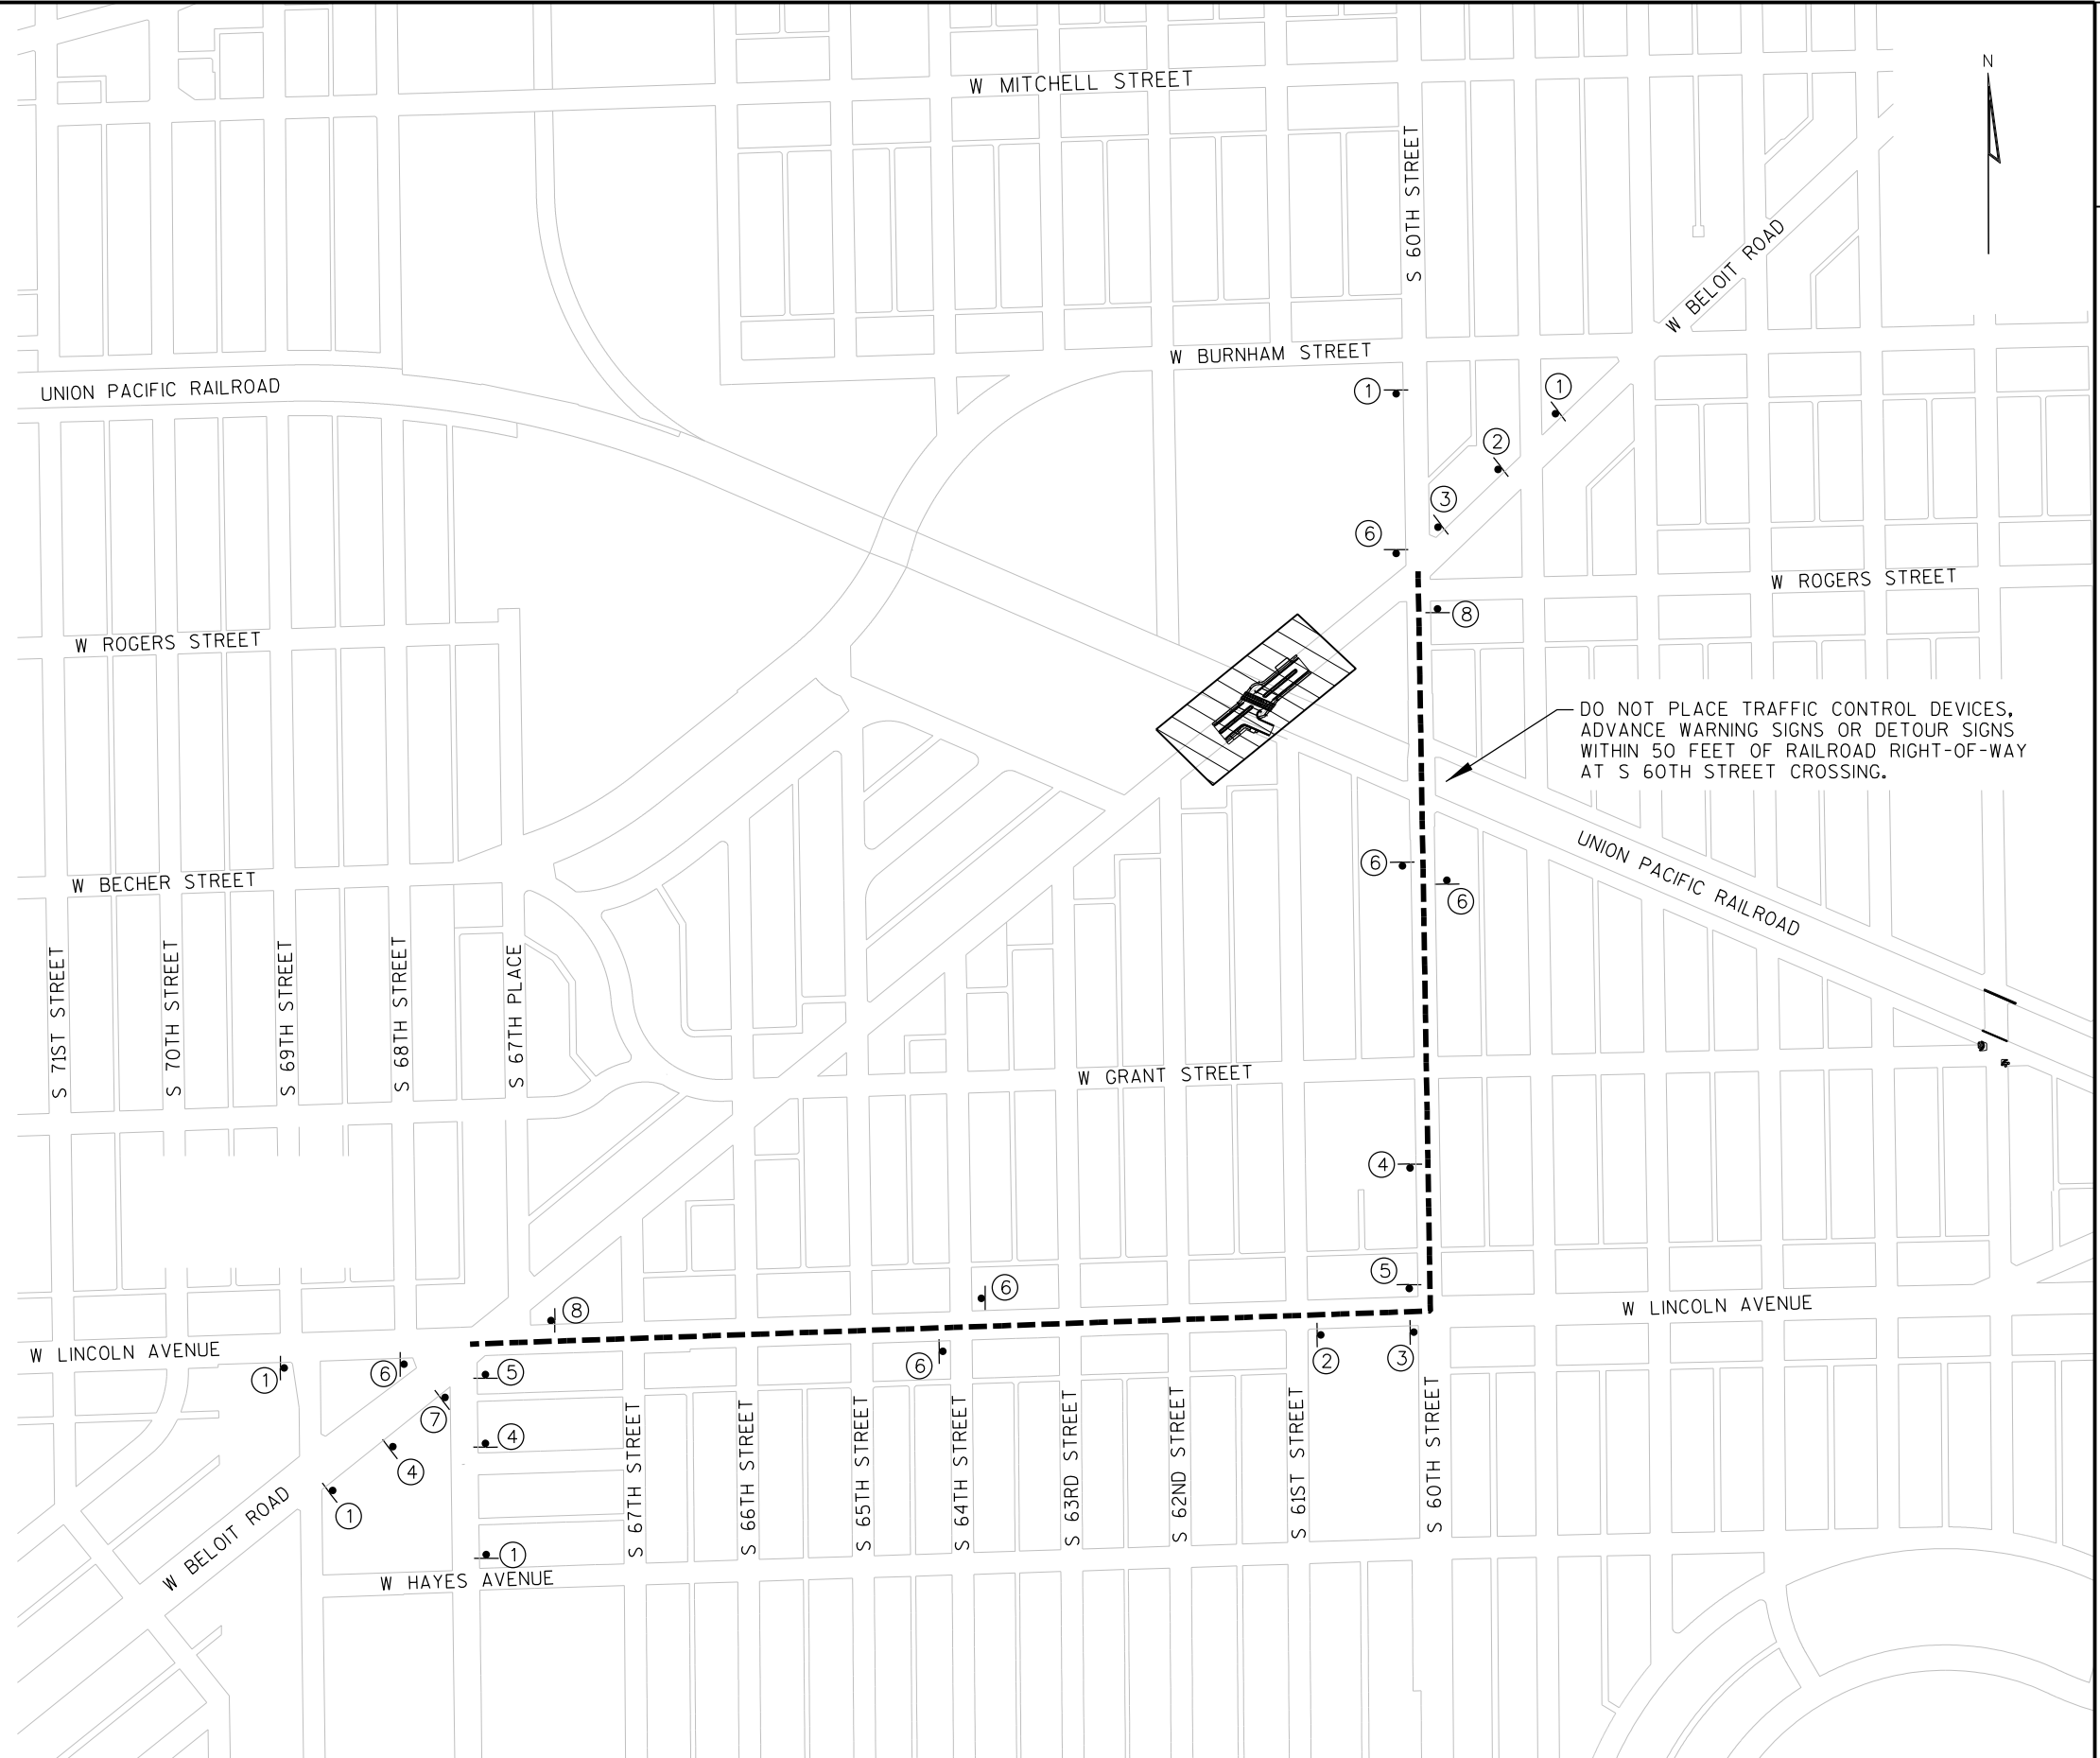 N
W MITCHELL STREET
S 60TH STREET
W BELOIT ROAD
W BURNHAM STREET
UNION PACIFIC RAILROAD
1
1
2
3
6
W ROGERS STREET
8
W ROGERS STREET
DO NOT PLACE TRAFFIC CONTROL DEVICES,
ADVANCE WARNING SIGNS OR DETOUR SIGNS
WITHIN 50 FEET OF RAILROAD RIGHT-OF-WAY
AT S 60TH STREET CROSSING.
UNION PACIFIC RAILROAD
6
6
W BECHER STREET
S 71ST STREET
S 70TH STREET
S 69TH STREET
S 68TH STREET
S 67TH PLACE
W GRANT STREET
4
5
6
8
W LINCOLN AVENUE
W LINCOLN AVENUE
1
6
5
6
2
3
7
4
4
1
1
W BELOIT ROAD
W HAYES AVENUE
S 67TH STREET
S 66TH STREET
S 65TH STREET
S 64TH STREET
S 63RD STREET
S 62ND STREET
S 61ST STREET
S 60TH STREET